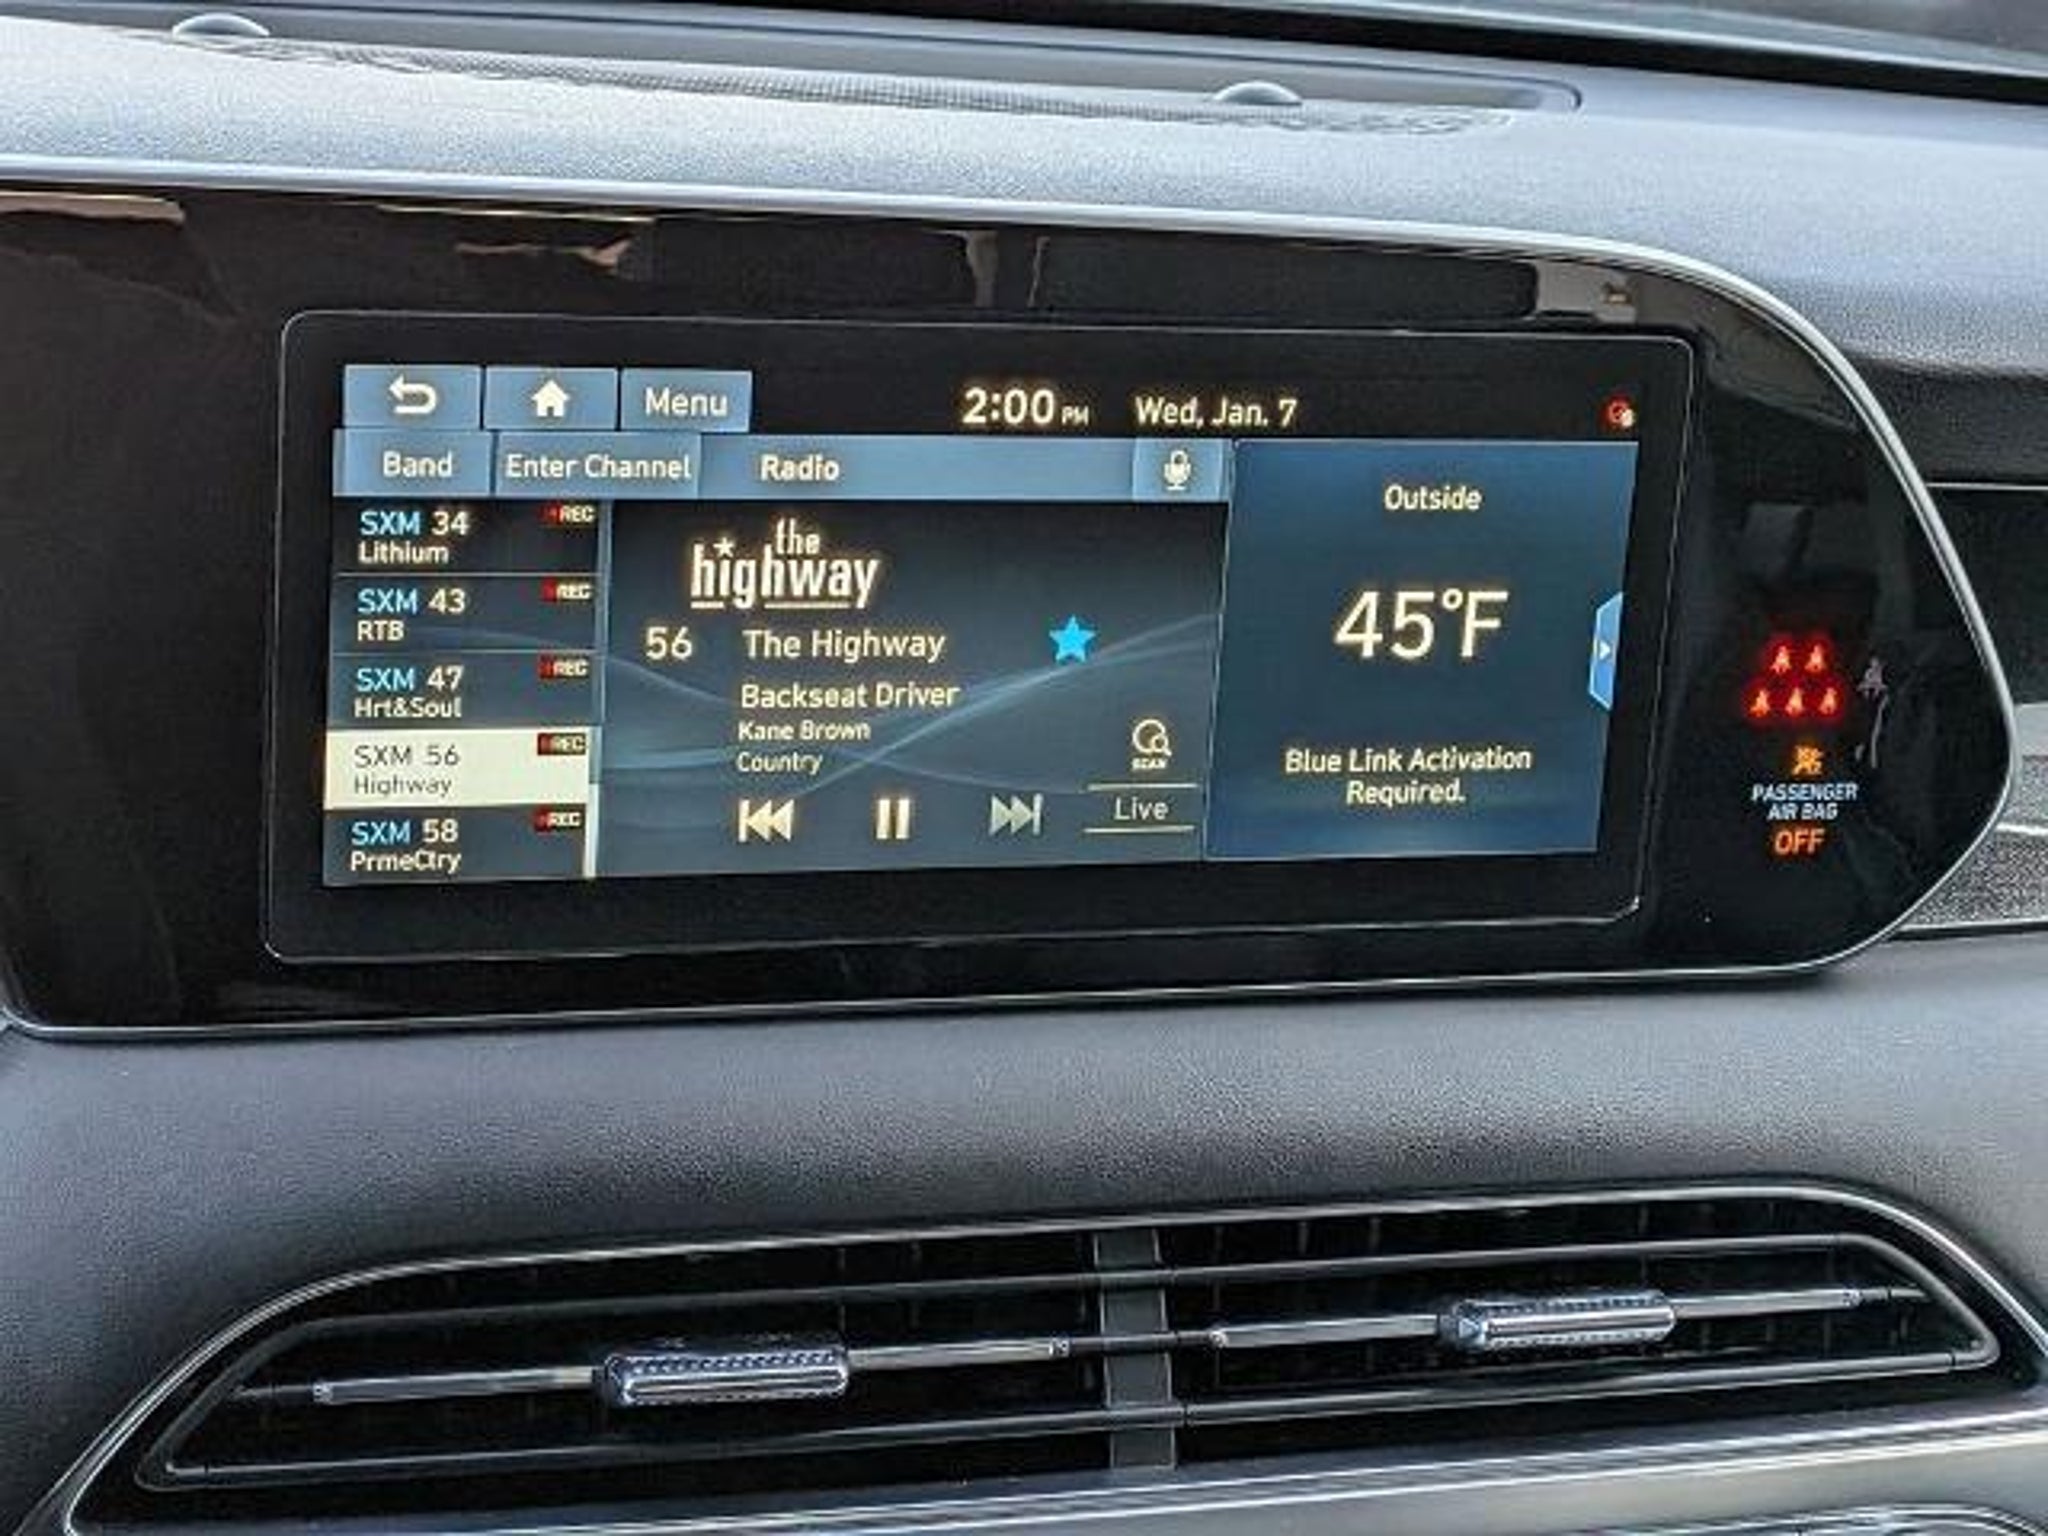 Menu
2:00 PM
Wed, Jan. 7
Band
Enter Channel
Radio
SXM 34
REC
Lithium
SXM 43
REC
RTB
SXM 47
REC
Hrt&Soul
SXM 56
REC
Highway
SXM 58
REC
PrmeCtry
the
highway
56
The Highway
Backseat Driver
Kane Brown
Country
SCAN
Live
Outside
45°F
Blue Link Activation
Required.
PASSENGER
AIR BAG
OFF